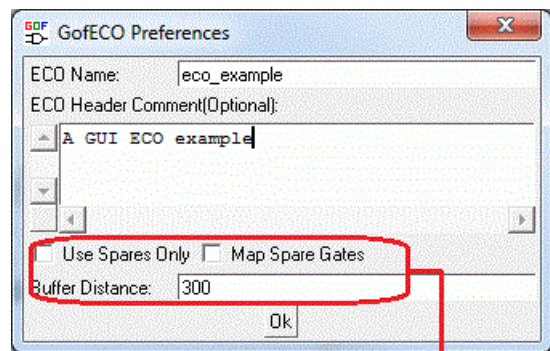 GOF GofECO Preferences
ECO Name: eco_example
ECO Header Comment(Optional):
A GUI ECO example
Use Spares Only Map Spare Gates
Buffer Distance: 300
Ok